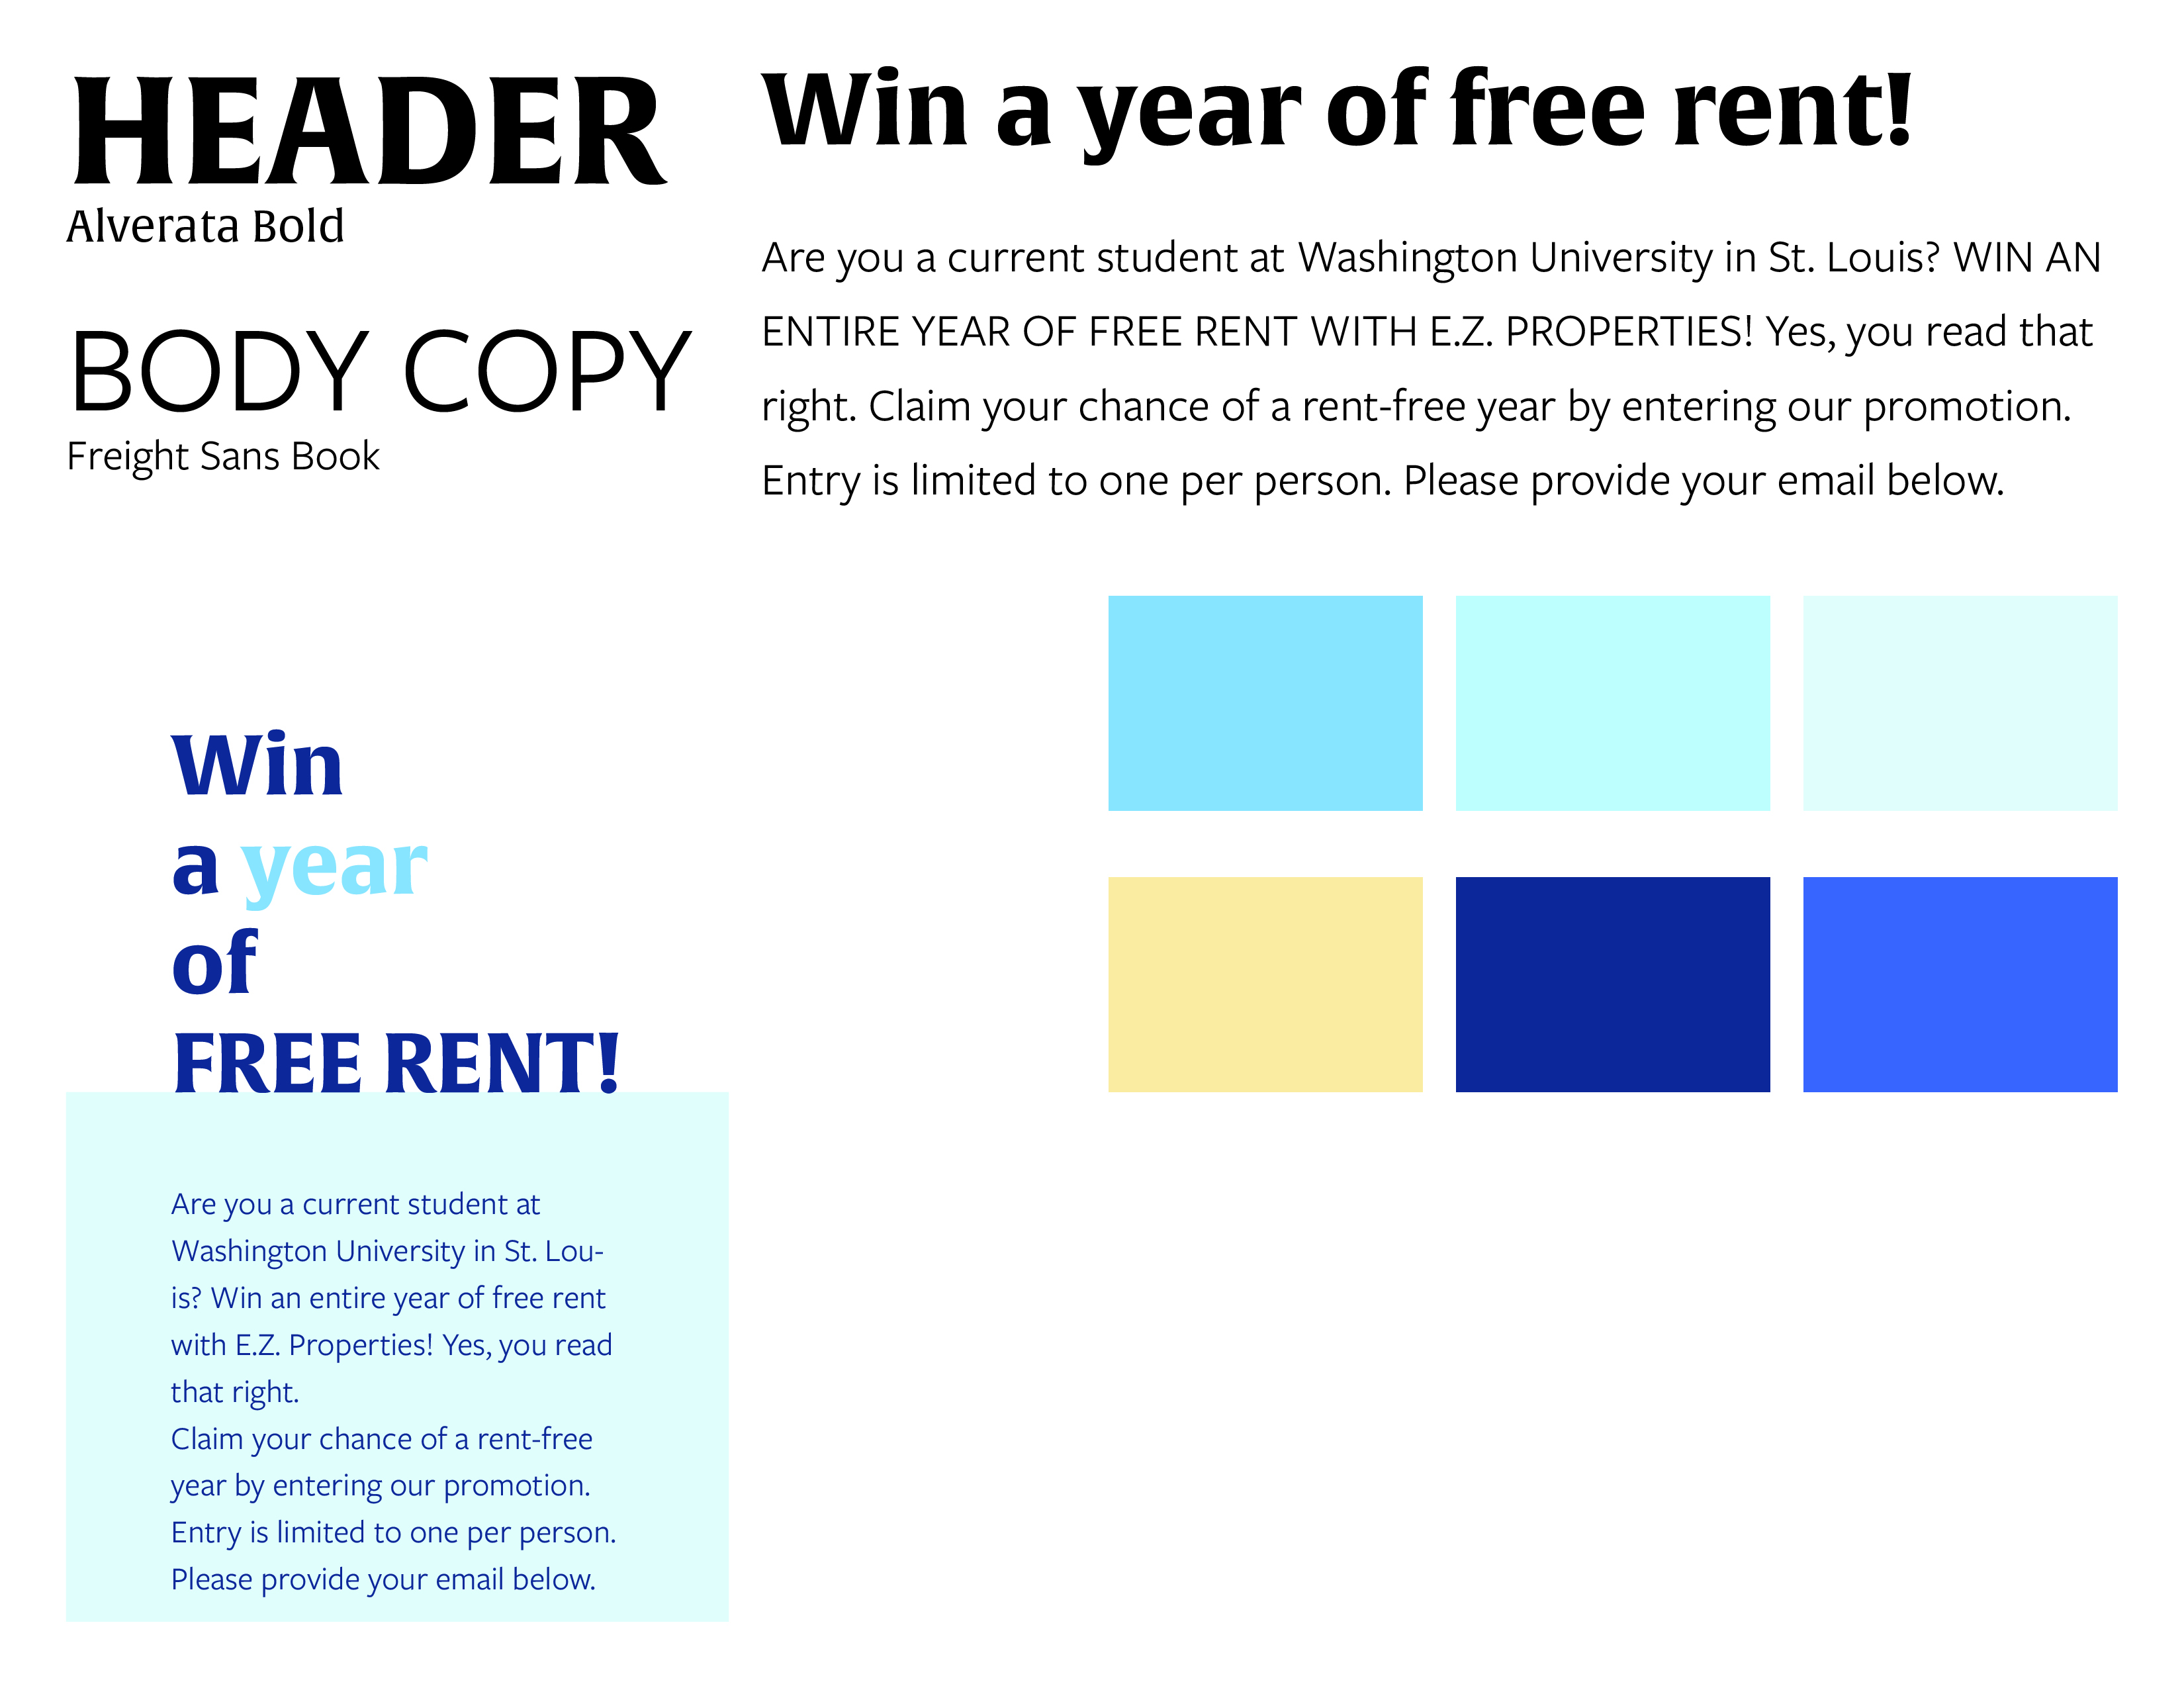 HEADER
Alverata Bold
BODY COPY
Freight Sans Book
Win a year of free rent!
Are you a current student at Washington University in St. Louis? WIN AN
ENTIRE YEAR OF FREE RENT WITH E.Z. PROPERTIES! Yes, you read that
right. Claim your chance of a rent-free year by entering our promotion.
Entry is limited to one per person. Please provide your email below.
Win
a year
of
FREE RENT!
Are you a current student at
Washington University in St. Lou-
is? Win an entire year of free rent
with E.Z. Properties! Yes, you read
that right.
Claim your chance of a rent-free
year by entering our promotion.
Entry is limited to one per person.
Please provide your email below.